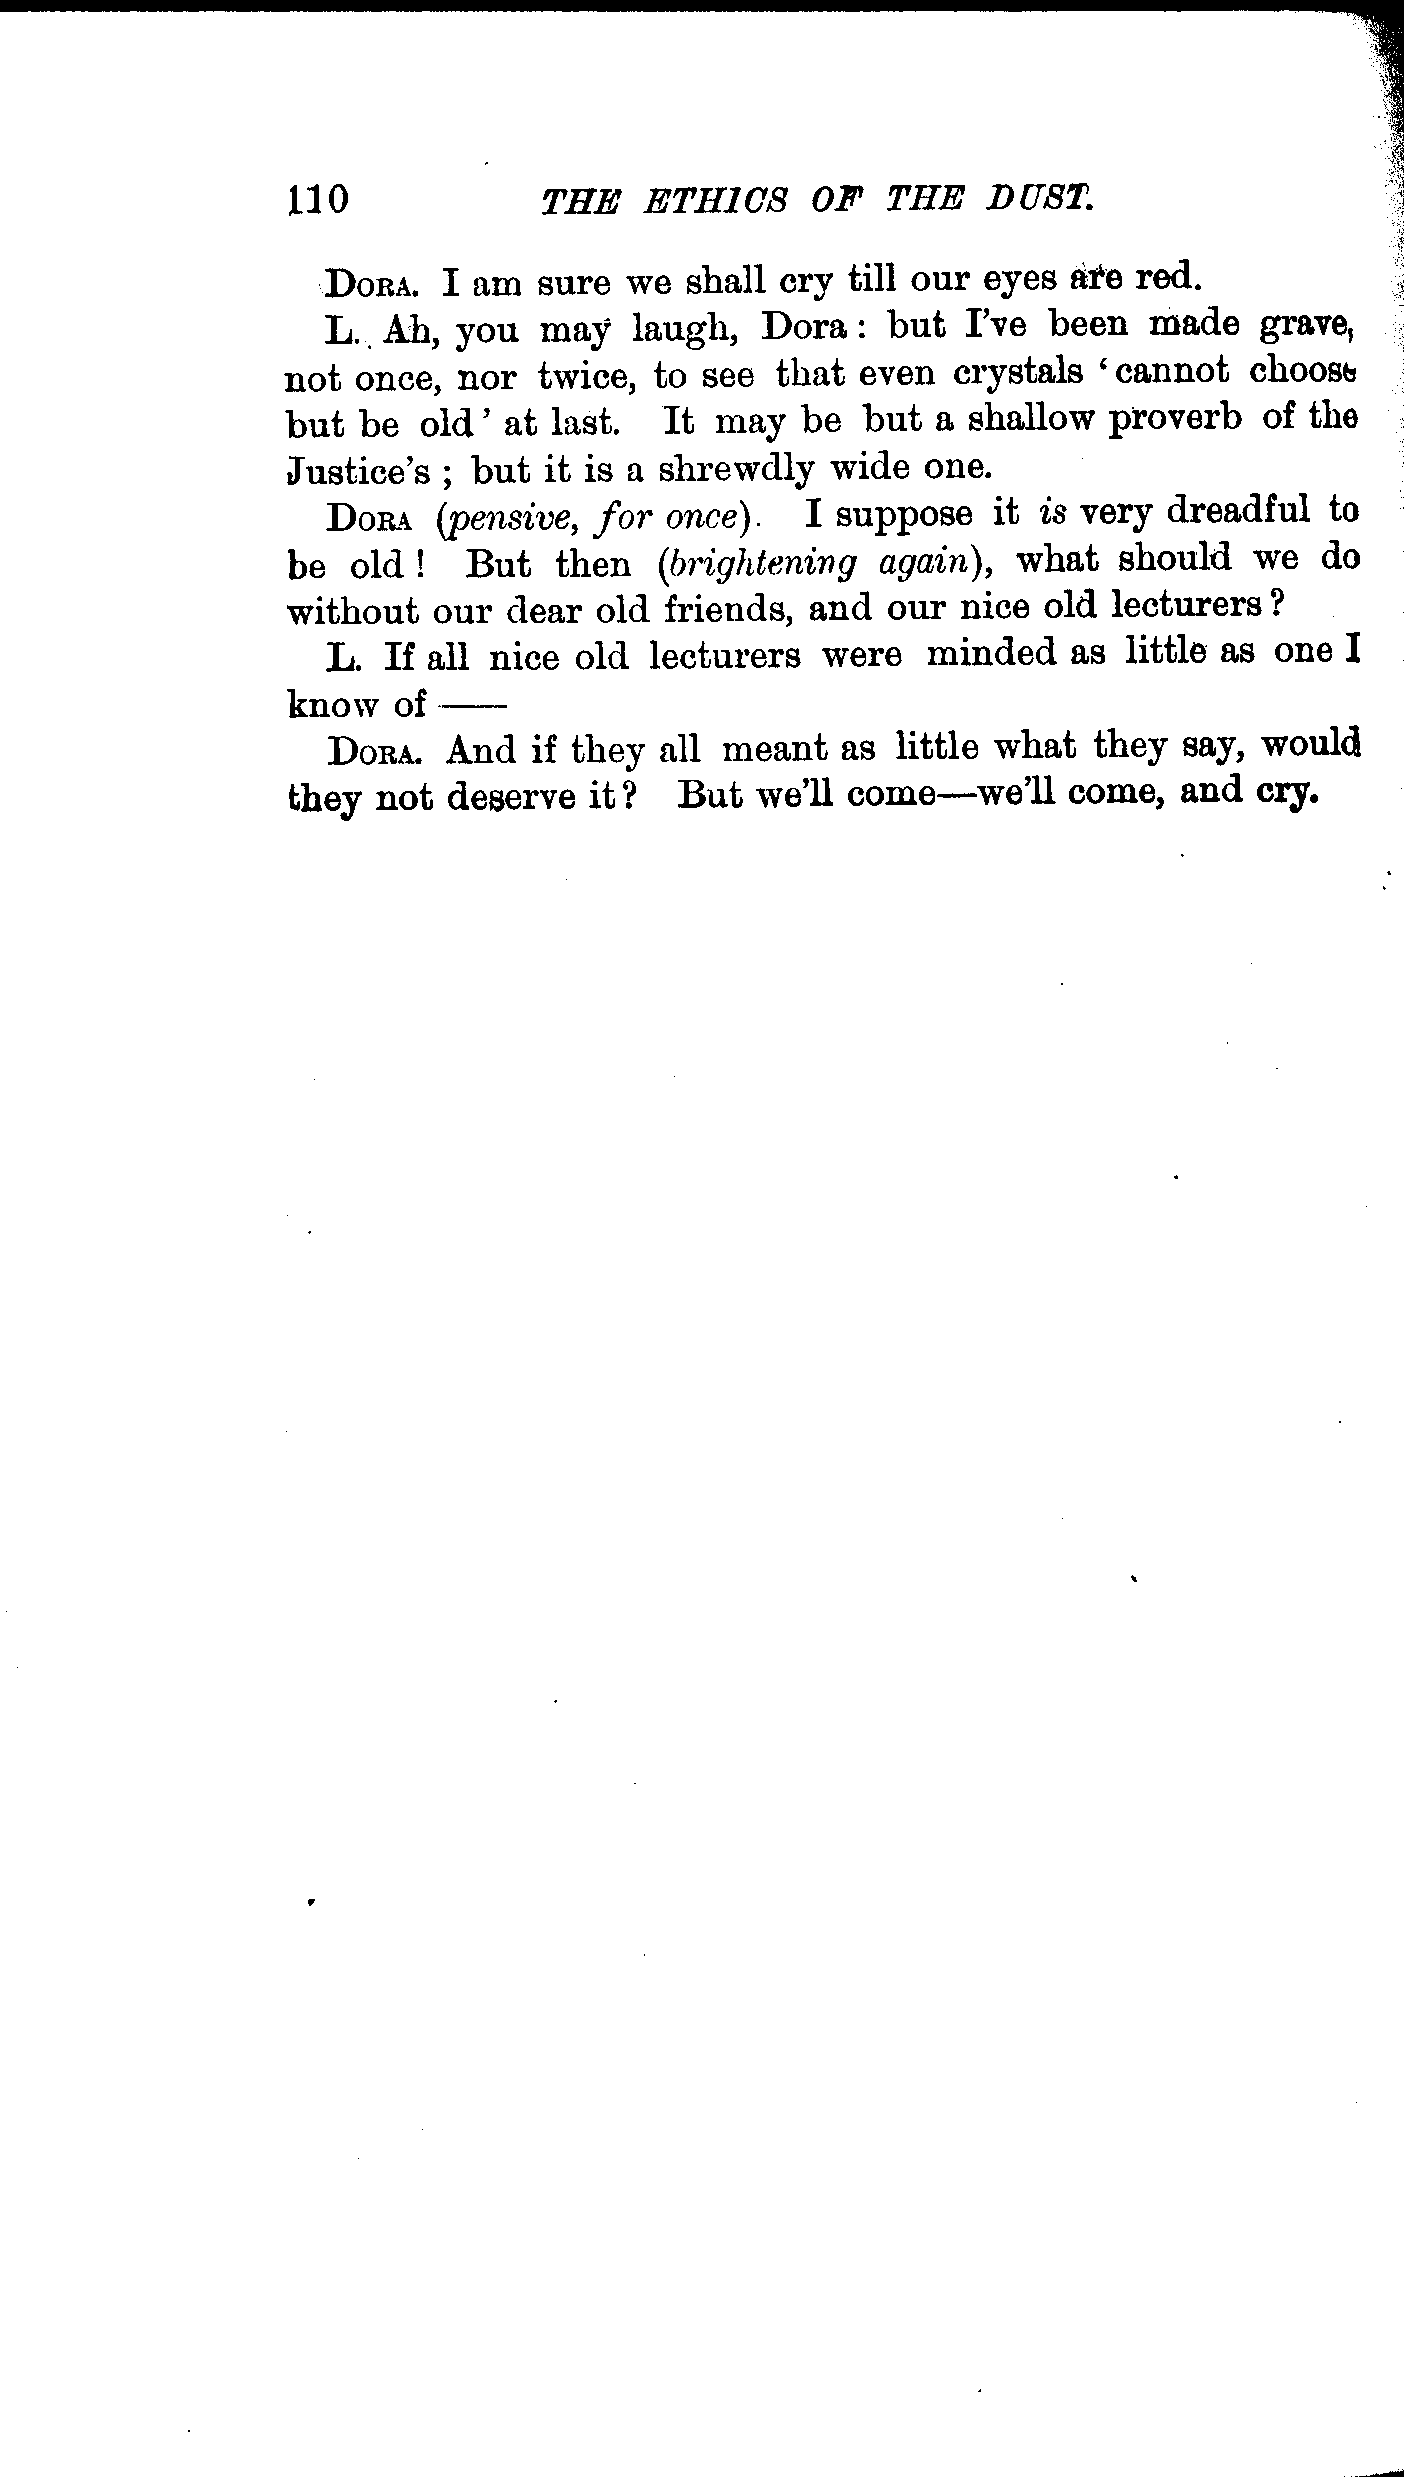 110 THE ETHICS OF THE DUST.
DORA. I am sure we shall cry till our eyes are red.
L. Ah, you may laugh, Dora: but I've been made grave,
not once, nor twice, to see that even crystals ‘cannot choose
but be old’ at last. It may be but a shallow proverb of the
Justice's; but it is a shrewdly wide one.
DORA (pensive, for once). I suppose it is very dreadful to
be old! But then (brightening again), what should we do
without our dear old friends, and our nice old lecturers?
L. If all nice old lecturers were minded as little as one I
know of ——
DORA. And if they all meant as little what they say, would
they not deserve it? But we'll come—we'll come, and cry.